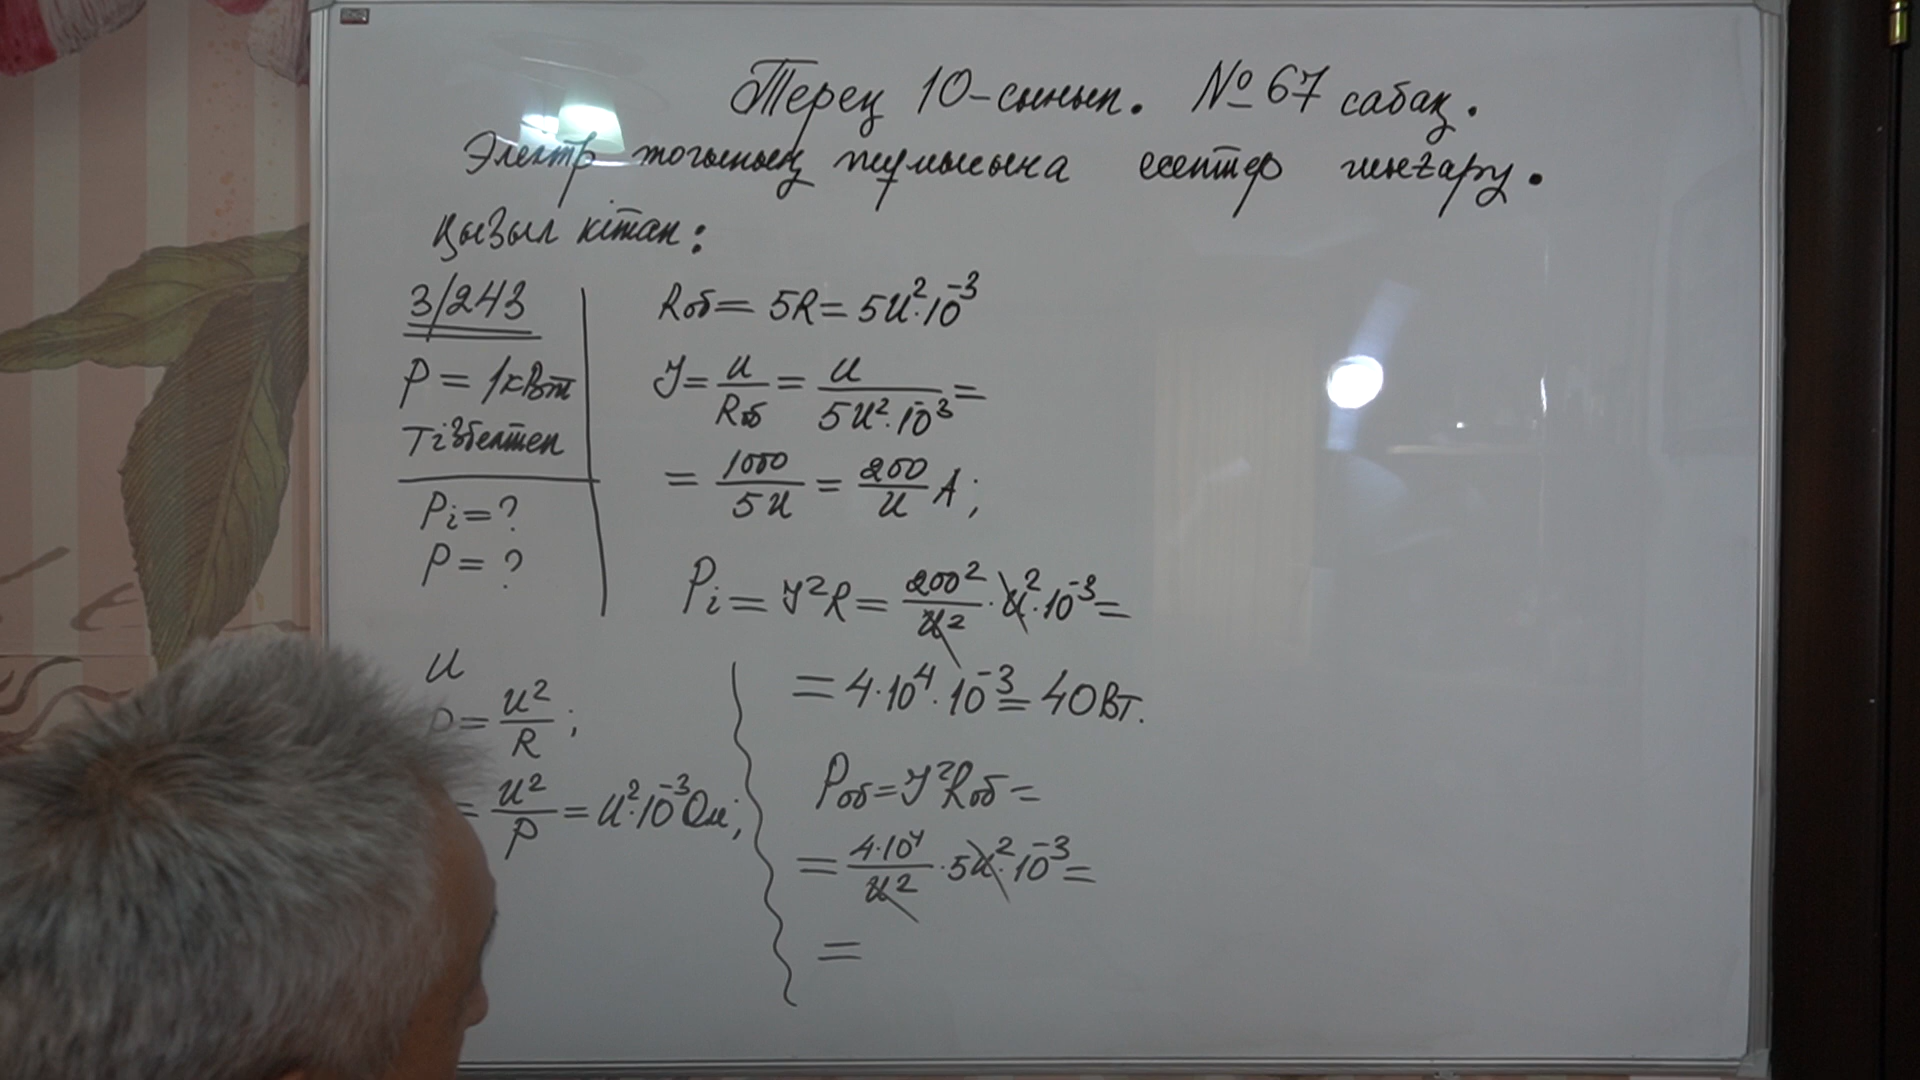 Терең 10-сынып. № 67 сабақ.
Электр тогының жұмысына есептер шығару.
Қызыл кітап:
3/243
P = 1кВт
Тізбектеп
Pi = ?
P = ?
U
P = U²/R ;
= U²/P = U²·10⁻³ Ом;
Rоб = 5R = 5U²·10⁻³
J = U/Rоб = U/5U²·10⁻³ =
= 1000/5U = 200/U A;
Pi = J²R = 200²/U² · U²·10⁻³ =
= 4·10⁴·10⁻³ = 40Вт.
Pоб = J²Rоб =
= 4·10⁴/U² · 5U²·10⁻³ =
=